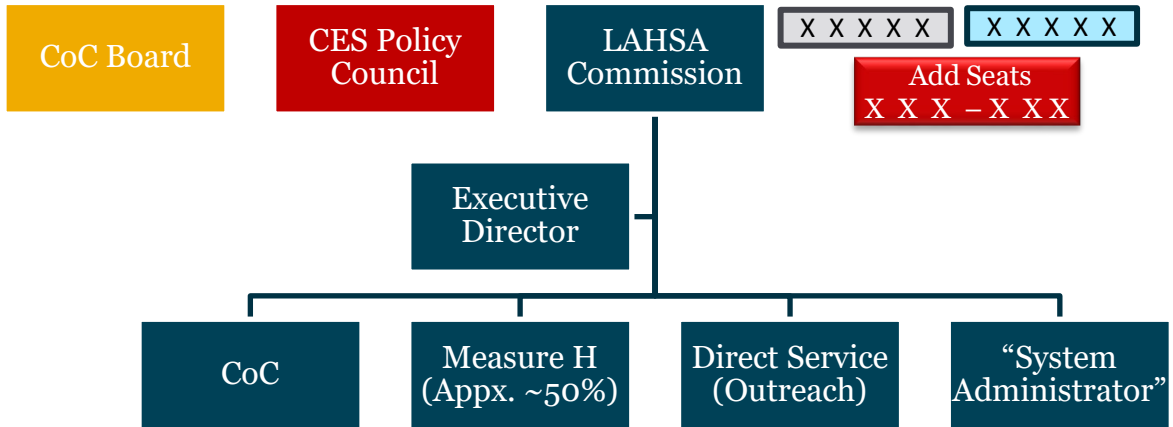 CoC Board
CES Policy
Council
LAHSA
Commission
X X X X X
X X X X X
Add Seats
X X X – X X X
Executive
Director
CoC
Measure H
(Appx. ~50%)
Direct Service
(Outreach)
“System
Administrator”